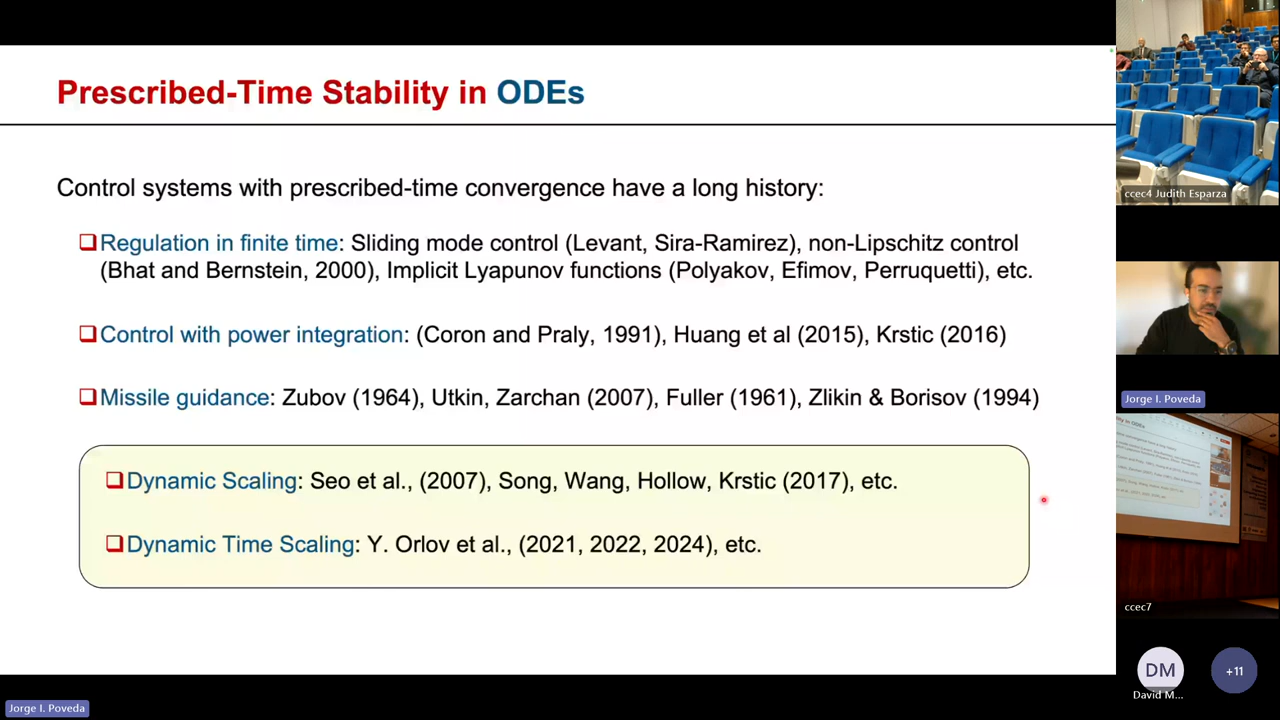 Prescribed-Time Stability in ODEs
Control systems with prescribed-time convergence have a long history:
Regulation in finite time: Sliding mode control (Levant, Sira-Ramirez), non-Lipschitz control
(Bhat and Bernstein, 2000), Implicit Lyapunov functions (Polyakov, Efimov, Perruquetti), etc.
Control with power integration: (Coron and Praly, 1991), Huang et al (2015), Krstic (2016)
Missile guidance: Zubov (1964), Utkin, Zarchan (2007), Fuller (1961), Zlikin & Borisov (1994)
Dynamic Scaling: Seo et al., (2007), Song, Wang, Hollow, Krstic (2017), etc.
Dynamic Time Scaling: Y. Orlov et al., (2021, 2022, 2024), etc.
Jorge I. Poveda
ccec4 Judith Esparza
Jorge I. Poveda
ccec7
DM
David M...
+11